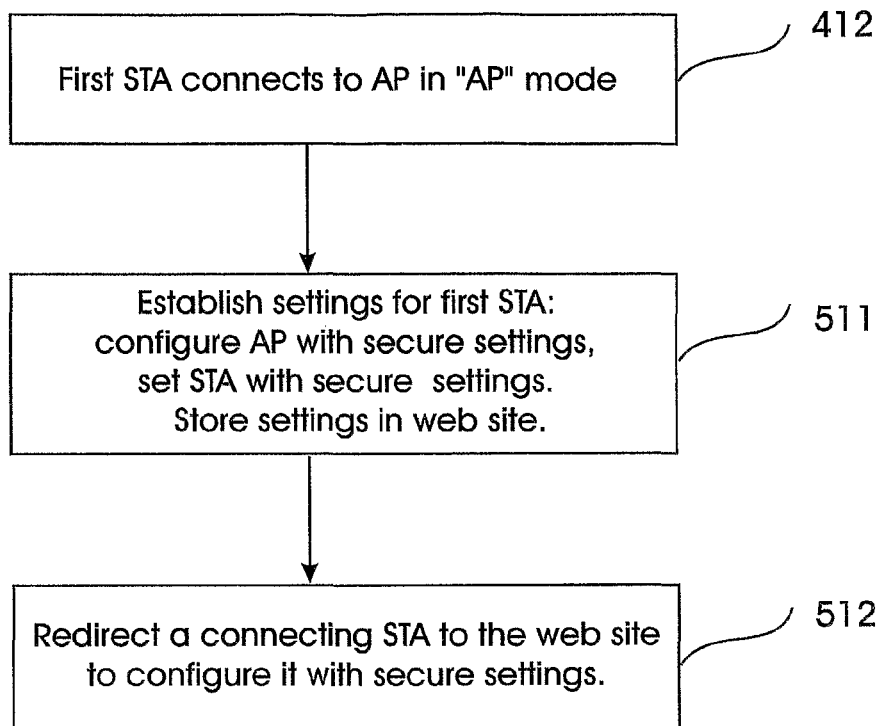 412
First STA connects to AP in "AP" mode
Establish settings for first STA:
configure AP with secure settings,
set STA with secure settings.
Store settings in web site.
511
Redirect a connecting STA to the web site
to configure it with secure settings.
512